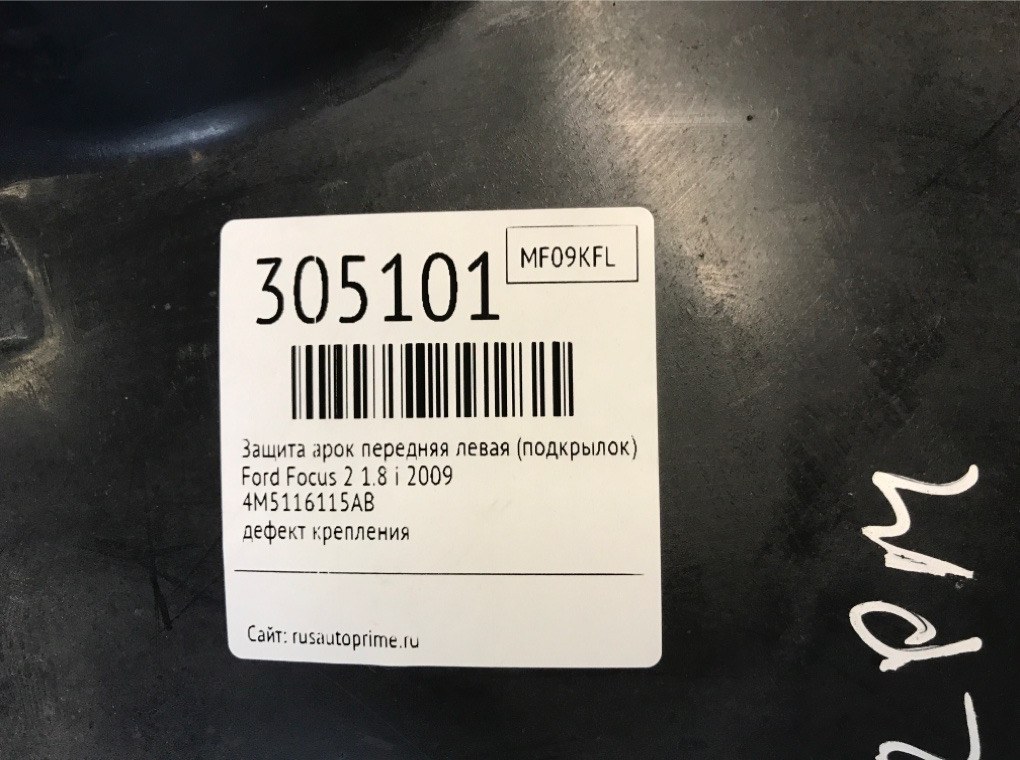 305101
MF09KFL
Защита арок передняя левая (подкрылок)
Ford Focus 2 1.8 i 2009
4M5116115AB
дефект крепления
Сайт: rusautoprime.ru